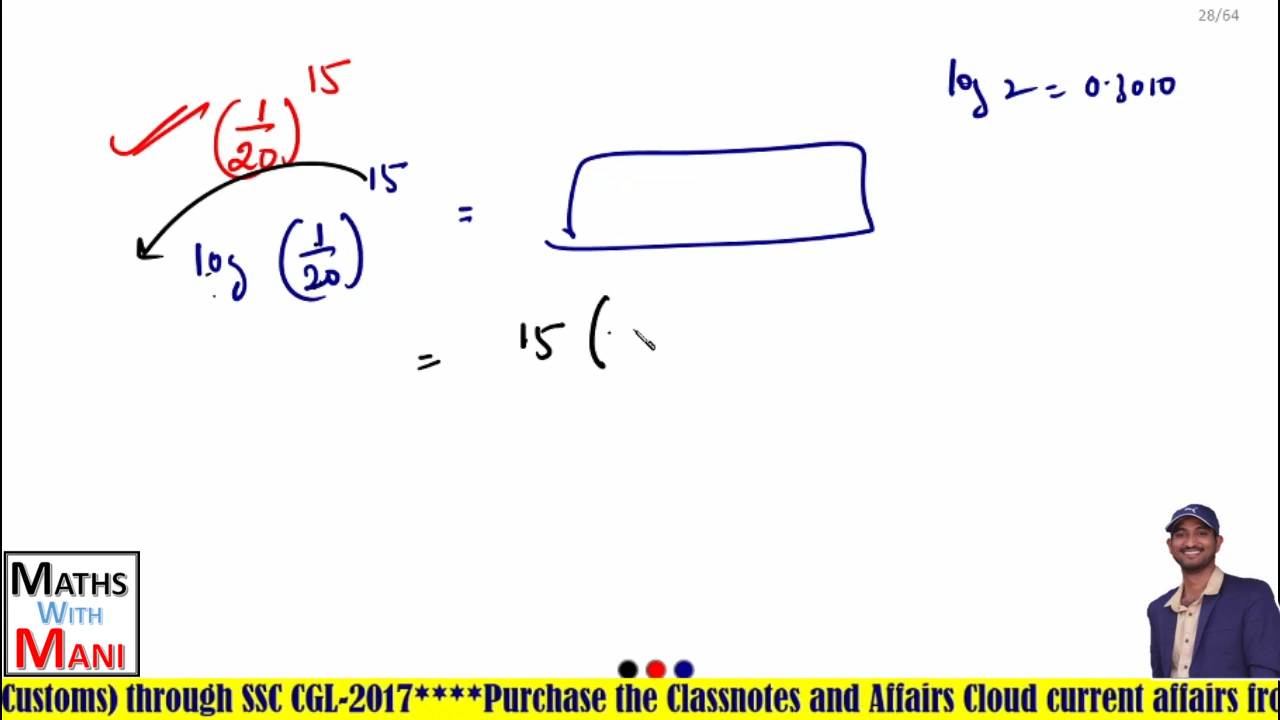 28/64
(1/20)^15
log 2 = 0.3010
log (1/20)^15 =
= 15 (
MATHS
WITH
MANI
Customs) through SSC CGL-2017****Purchase the Classnotes and Affairs Cloud current affairs fro